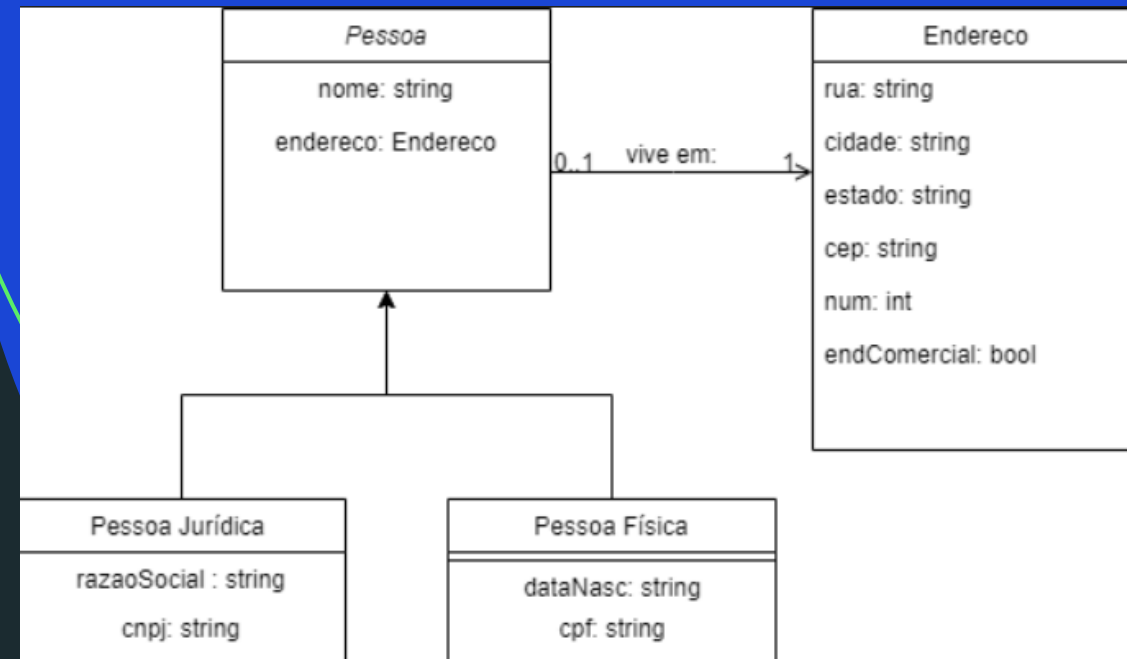 Pessoa
nome: string
endereco: Endereco
0..1 vive em: 1
Endereco
rua: string
cidade: string
estado: string
cep: string
num: int
endComercial: bool
Pessoa Jurídica
razaoSocial : string
cnpj: string
Pessoa Física
dataNasc: string
cpf: string